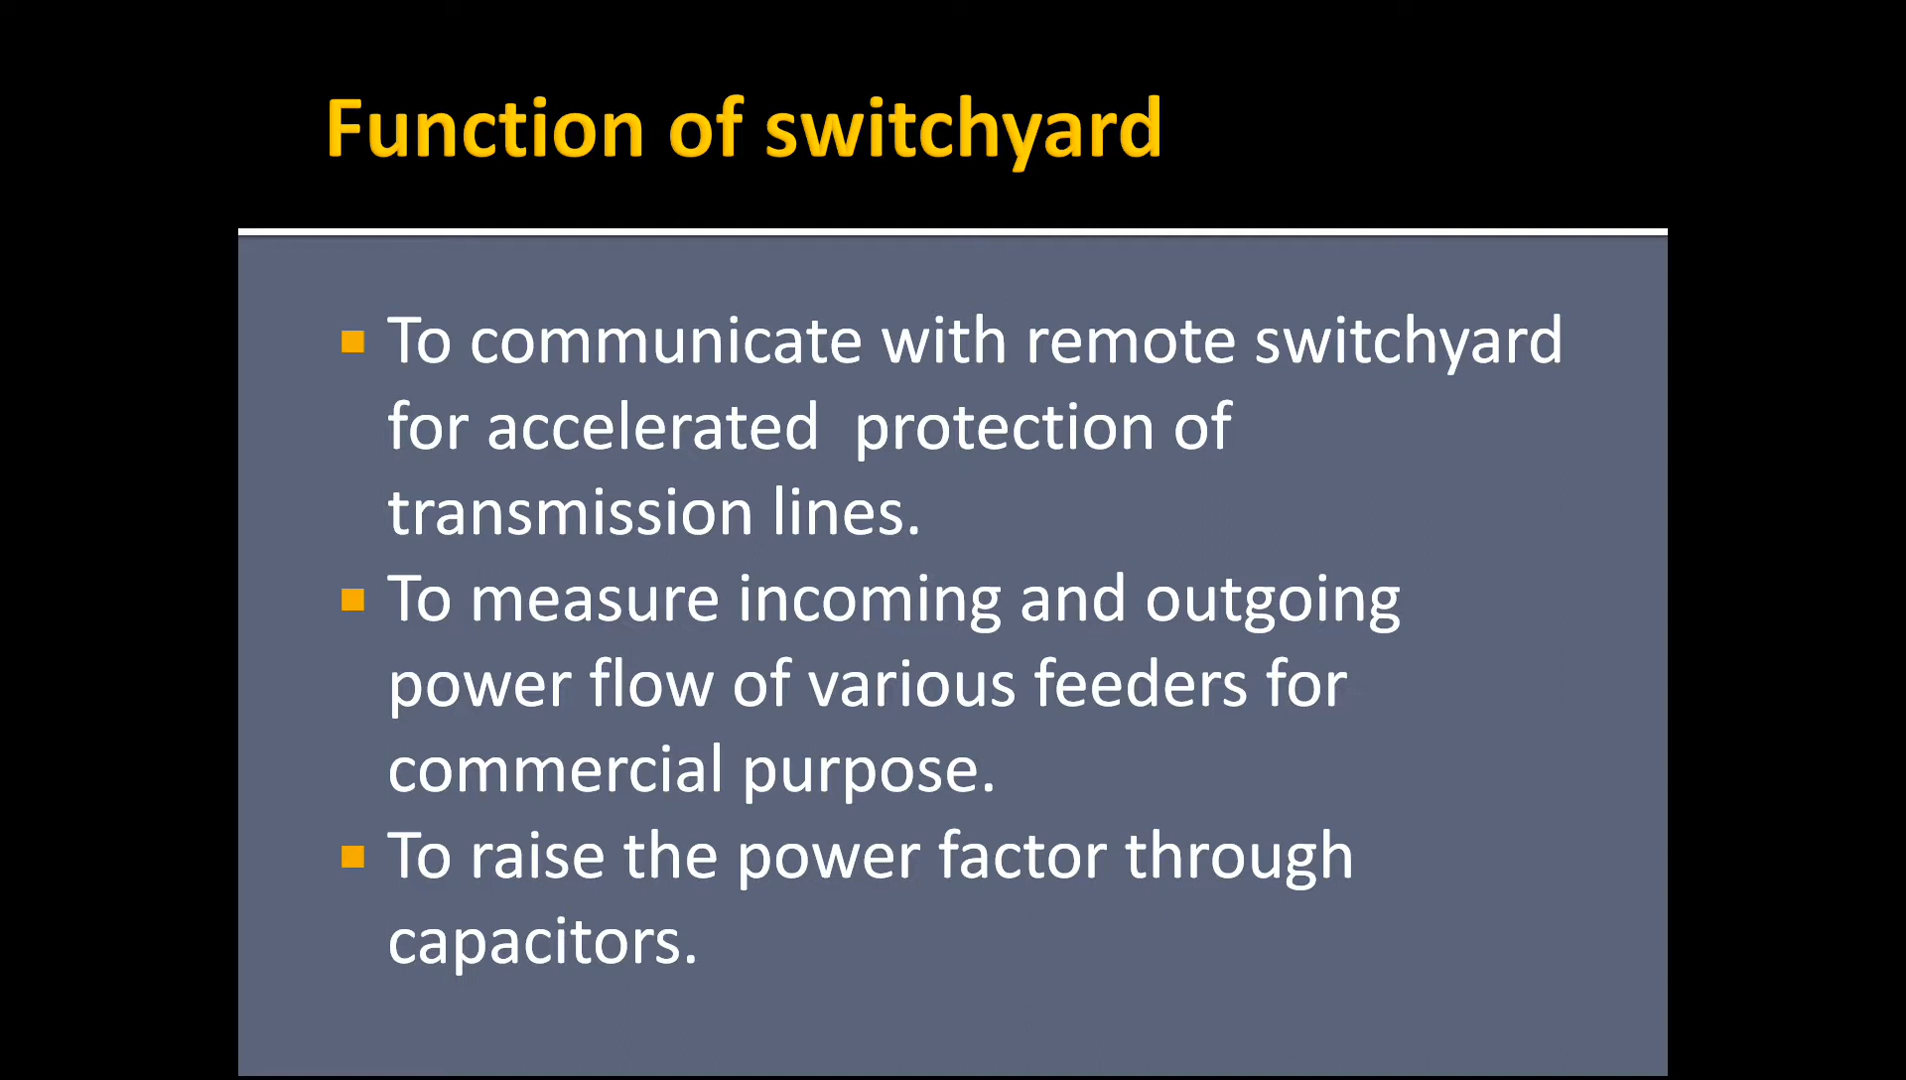 Function of switchyard
To communicate with remote switchyard
for accelerated  protection of
transmission lines.
To measure incoming and outgoing
power flow of various feeders for
commercial purpose.
To raise the power factor through
capacitors.